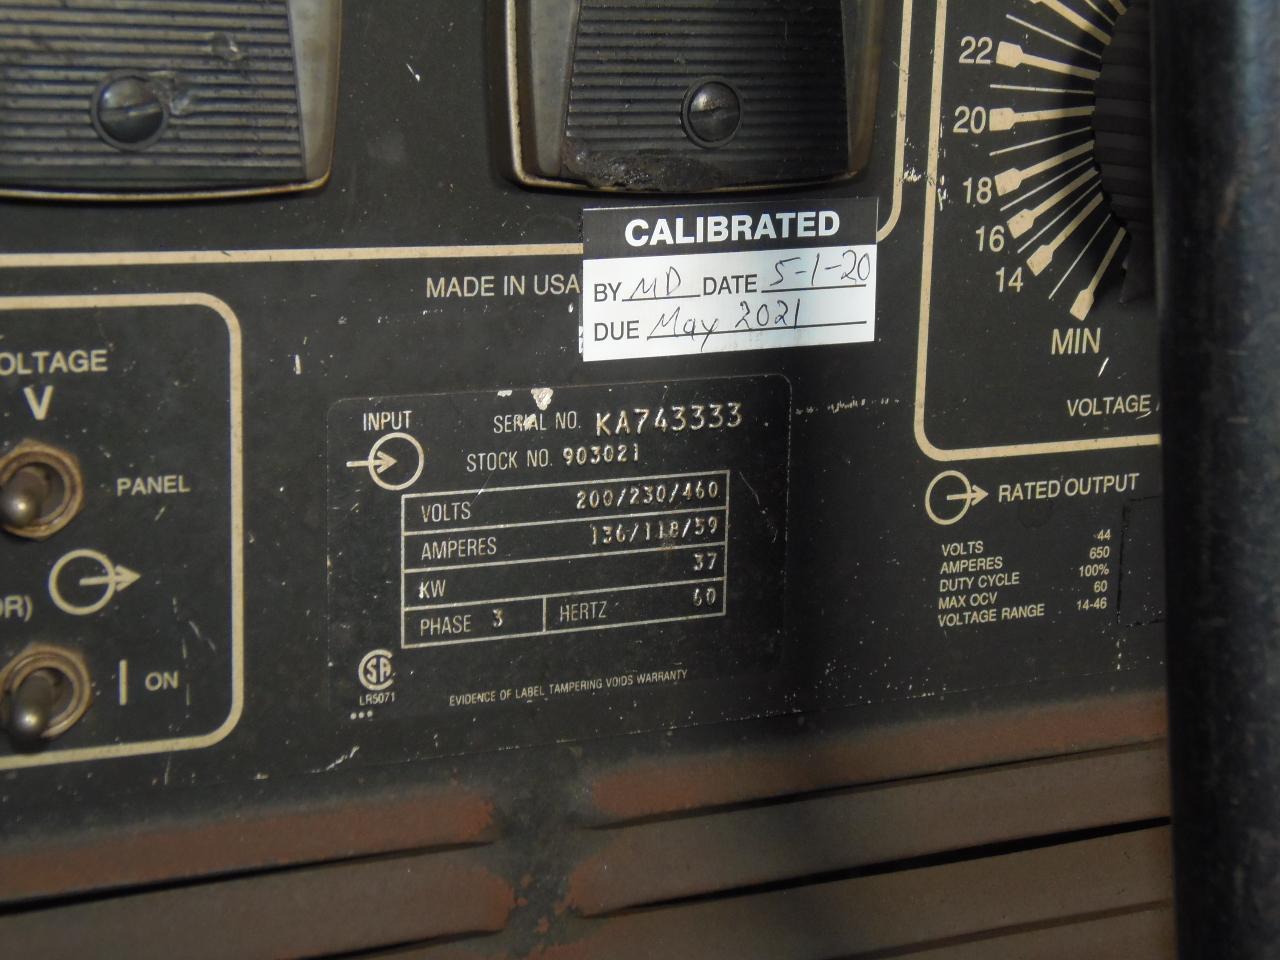 22
20
18
16
14
MIN
VOLTAGE
CALIBRATED
BY MD DATE 5-1-20
DUE May 2021
MADE IN USA
OLTAGE
V
PANEL
OR)
ON
INPUT
SERIAL NO. KA743333
STOCK NO. 903021
VOLTS 200/230/460
AMPERES 136/118/59
KW 37
PHASE 3 HERTZ 60
LR5071
EVIDENCE OF LABEL TAMPERING VOIDS WARRANTY
RATED OUTPUT
VOLTS 44
AMPERES 650
DUTY CYCLE 100%
MAX OCV 60
VOLTAGE RANGE 14-46